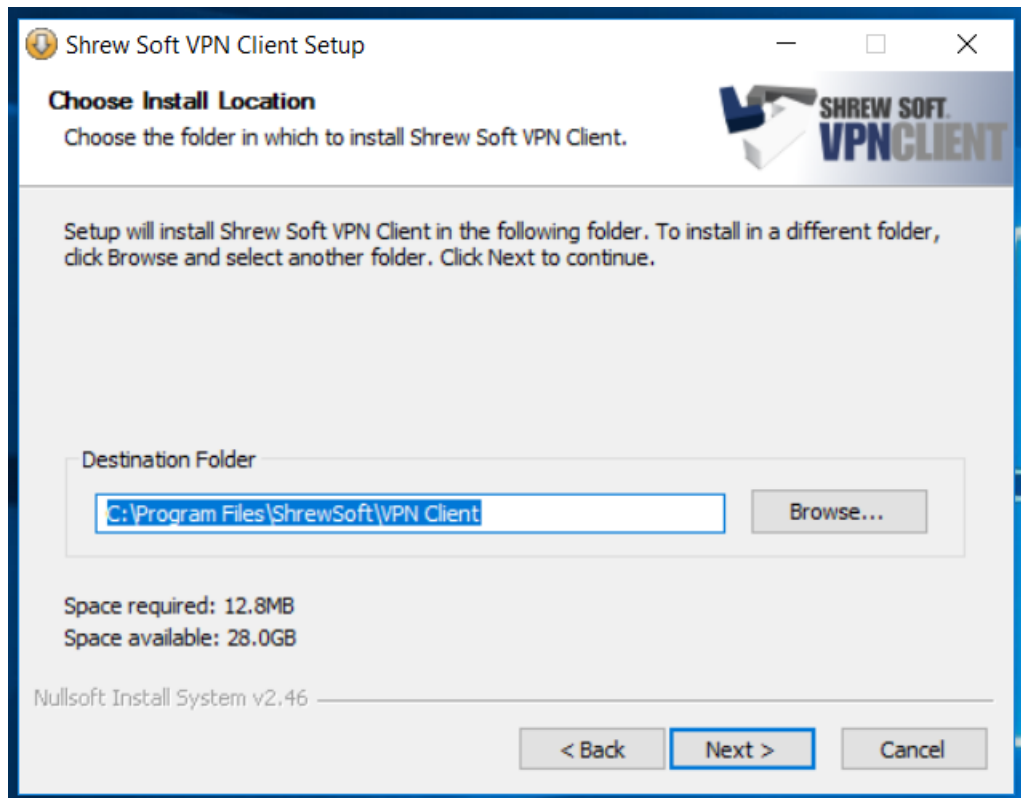 Shrew Soft VPN Client Setup
Choose Install Location
Choose the folder in which to install Shrew Soft VPN Client.
SHREW SOFT.
VPNCLIENT
Setup will install Shrew Soft VPN Client in the following folder. To install in a different folder,
click Browse and select another folder. Click Next to continue.
Destination Folder
C:\Program Files\ShrewSoft\VPN Client
Browse...
Space required: 12.8MB
Space available: 28.0GB
Nullsoft Install System v2.46
< Back
Next >
Cancel